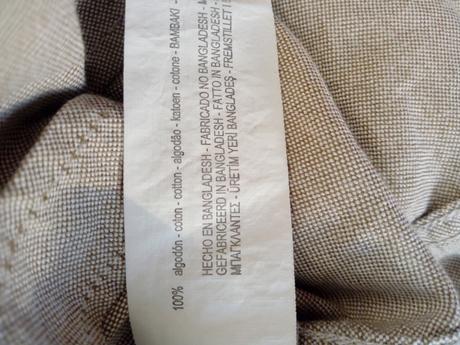 100% algodón - coton - cotton - algodão - katoen - cotone - BAMBAKI -
HECHO EN BANGLADESH - FABRICADO NO BANGLADESH -
GEFABRICEERD IN BANGLADESH - FATTO IN BANGLADESH -
ΜΠΑΓΚΛΑΝΤΕΣ - ÜRETİM YERİ BANGLADEŞ - FREMSTILLET I